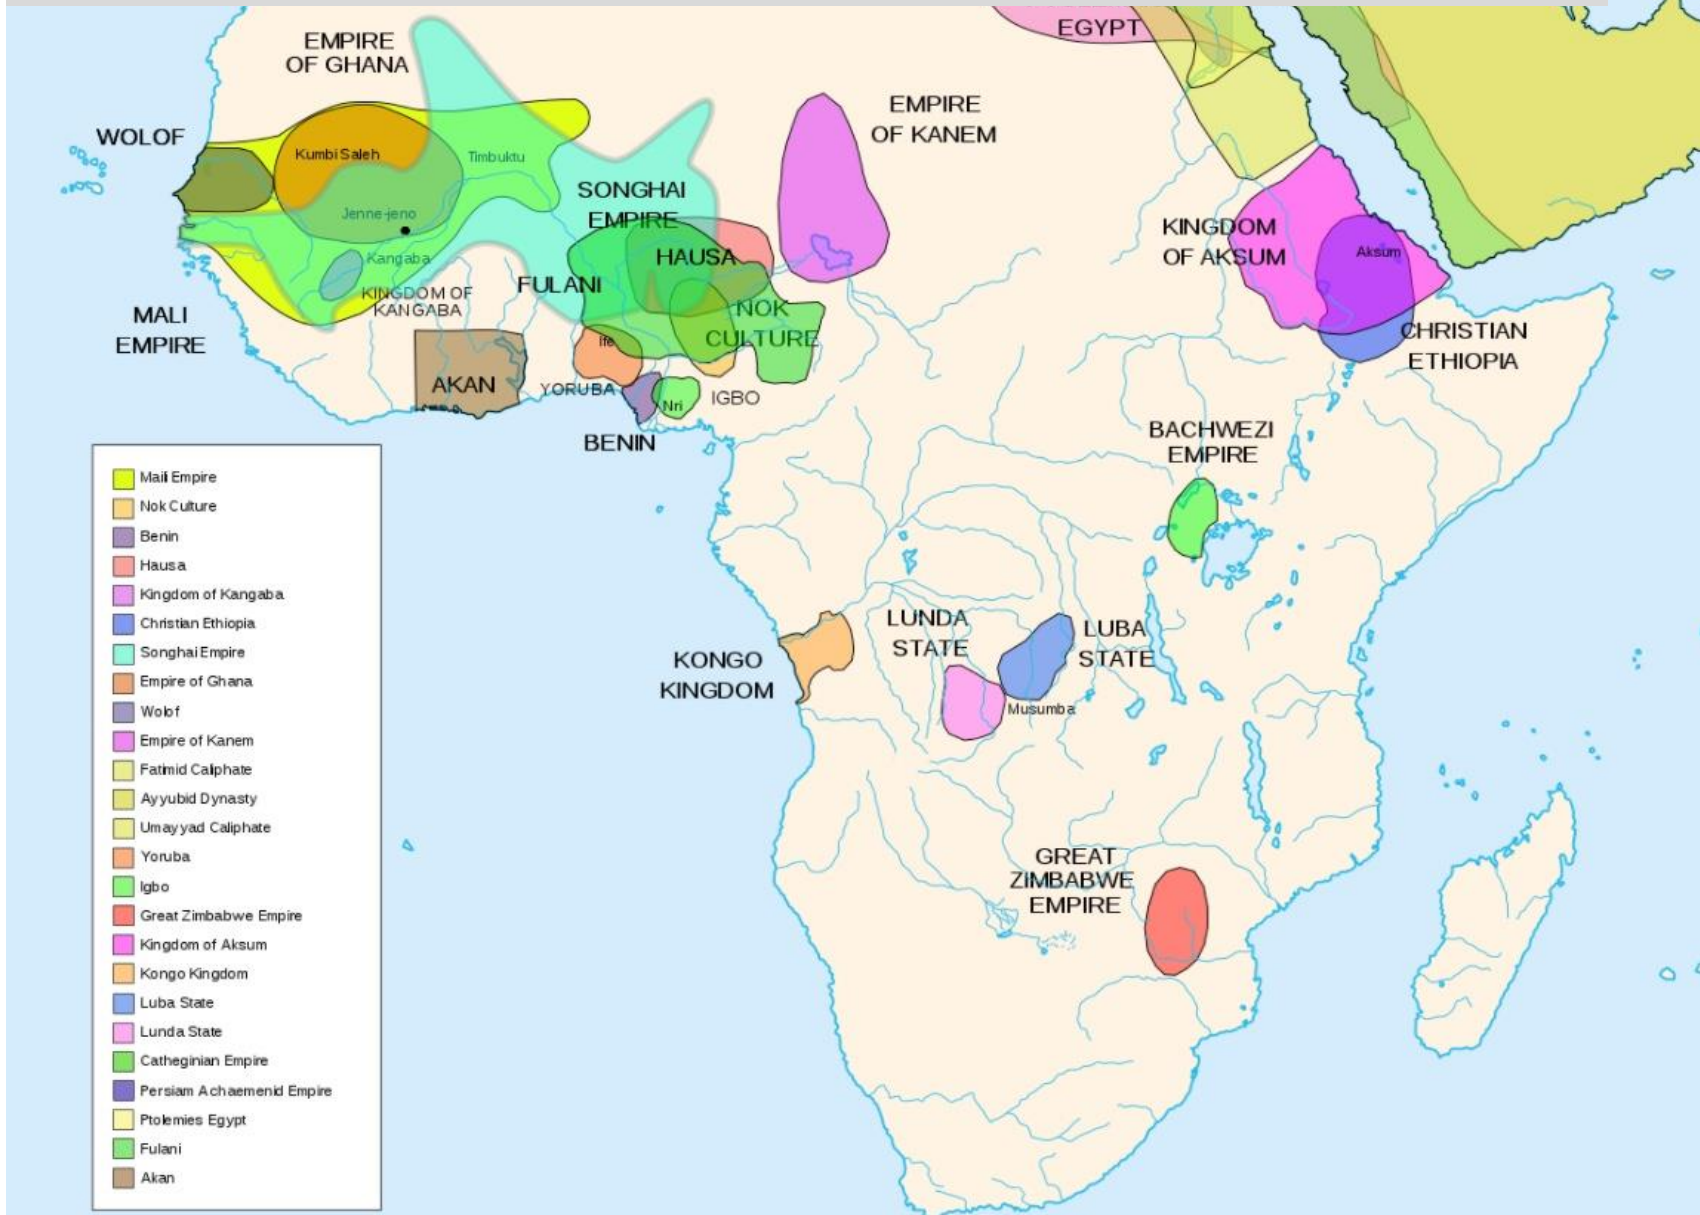 EGYPT
EMPIRE
OF GHANA
EMPIRE
OF KANEM
WOLOF
Kumbi Saleh
Timbuktu
SONGHAI
EMPIRE
Jenne-jeno
KINGDOM
OF AKSUM
Aksum
HAUSA
Kangaba
FULANI
KINGDOM OF
KANGABA
NOK
CULTURE
MALI
EMPIRE
CHRISTIAN
ETHIOPIA
Ife
AKAN
YORUBA
IGBO
Nri
BENIN
BACHWEZI
EMPIRE
LUNDA
STATE
LUBA
STATE
KONGO
KINGDOM
Musumba
GREAT
ZIMBABWE
EMPIRE
Maili Empire
Nok Culture
Benin
Hausa
Kingdom of Kangaba
Christian Ethiopia
Songhai Empire
Empire of Ghana
Wolof
Empire of Kanem
Fatimid Caliphate
Ayyubid Dynasty
Umayyad Caliphate
Yoruba
Igbo
Great Zimbabwe Empire
Kingdom of Aksum
Kongo Kingdom
Luba State
Lunda State
Catheginian Empire
Persiam Achaemenid Empire
Ptolemies Egypt
Fulani
Akan